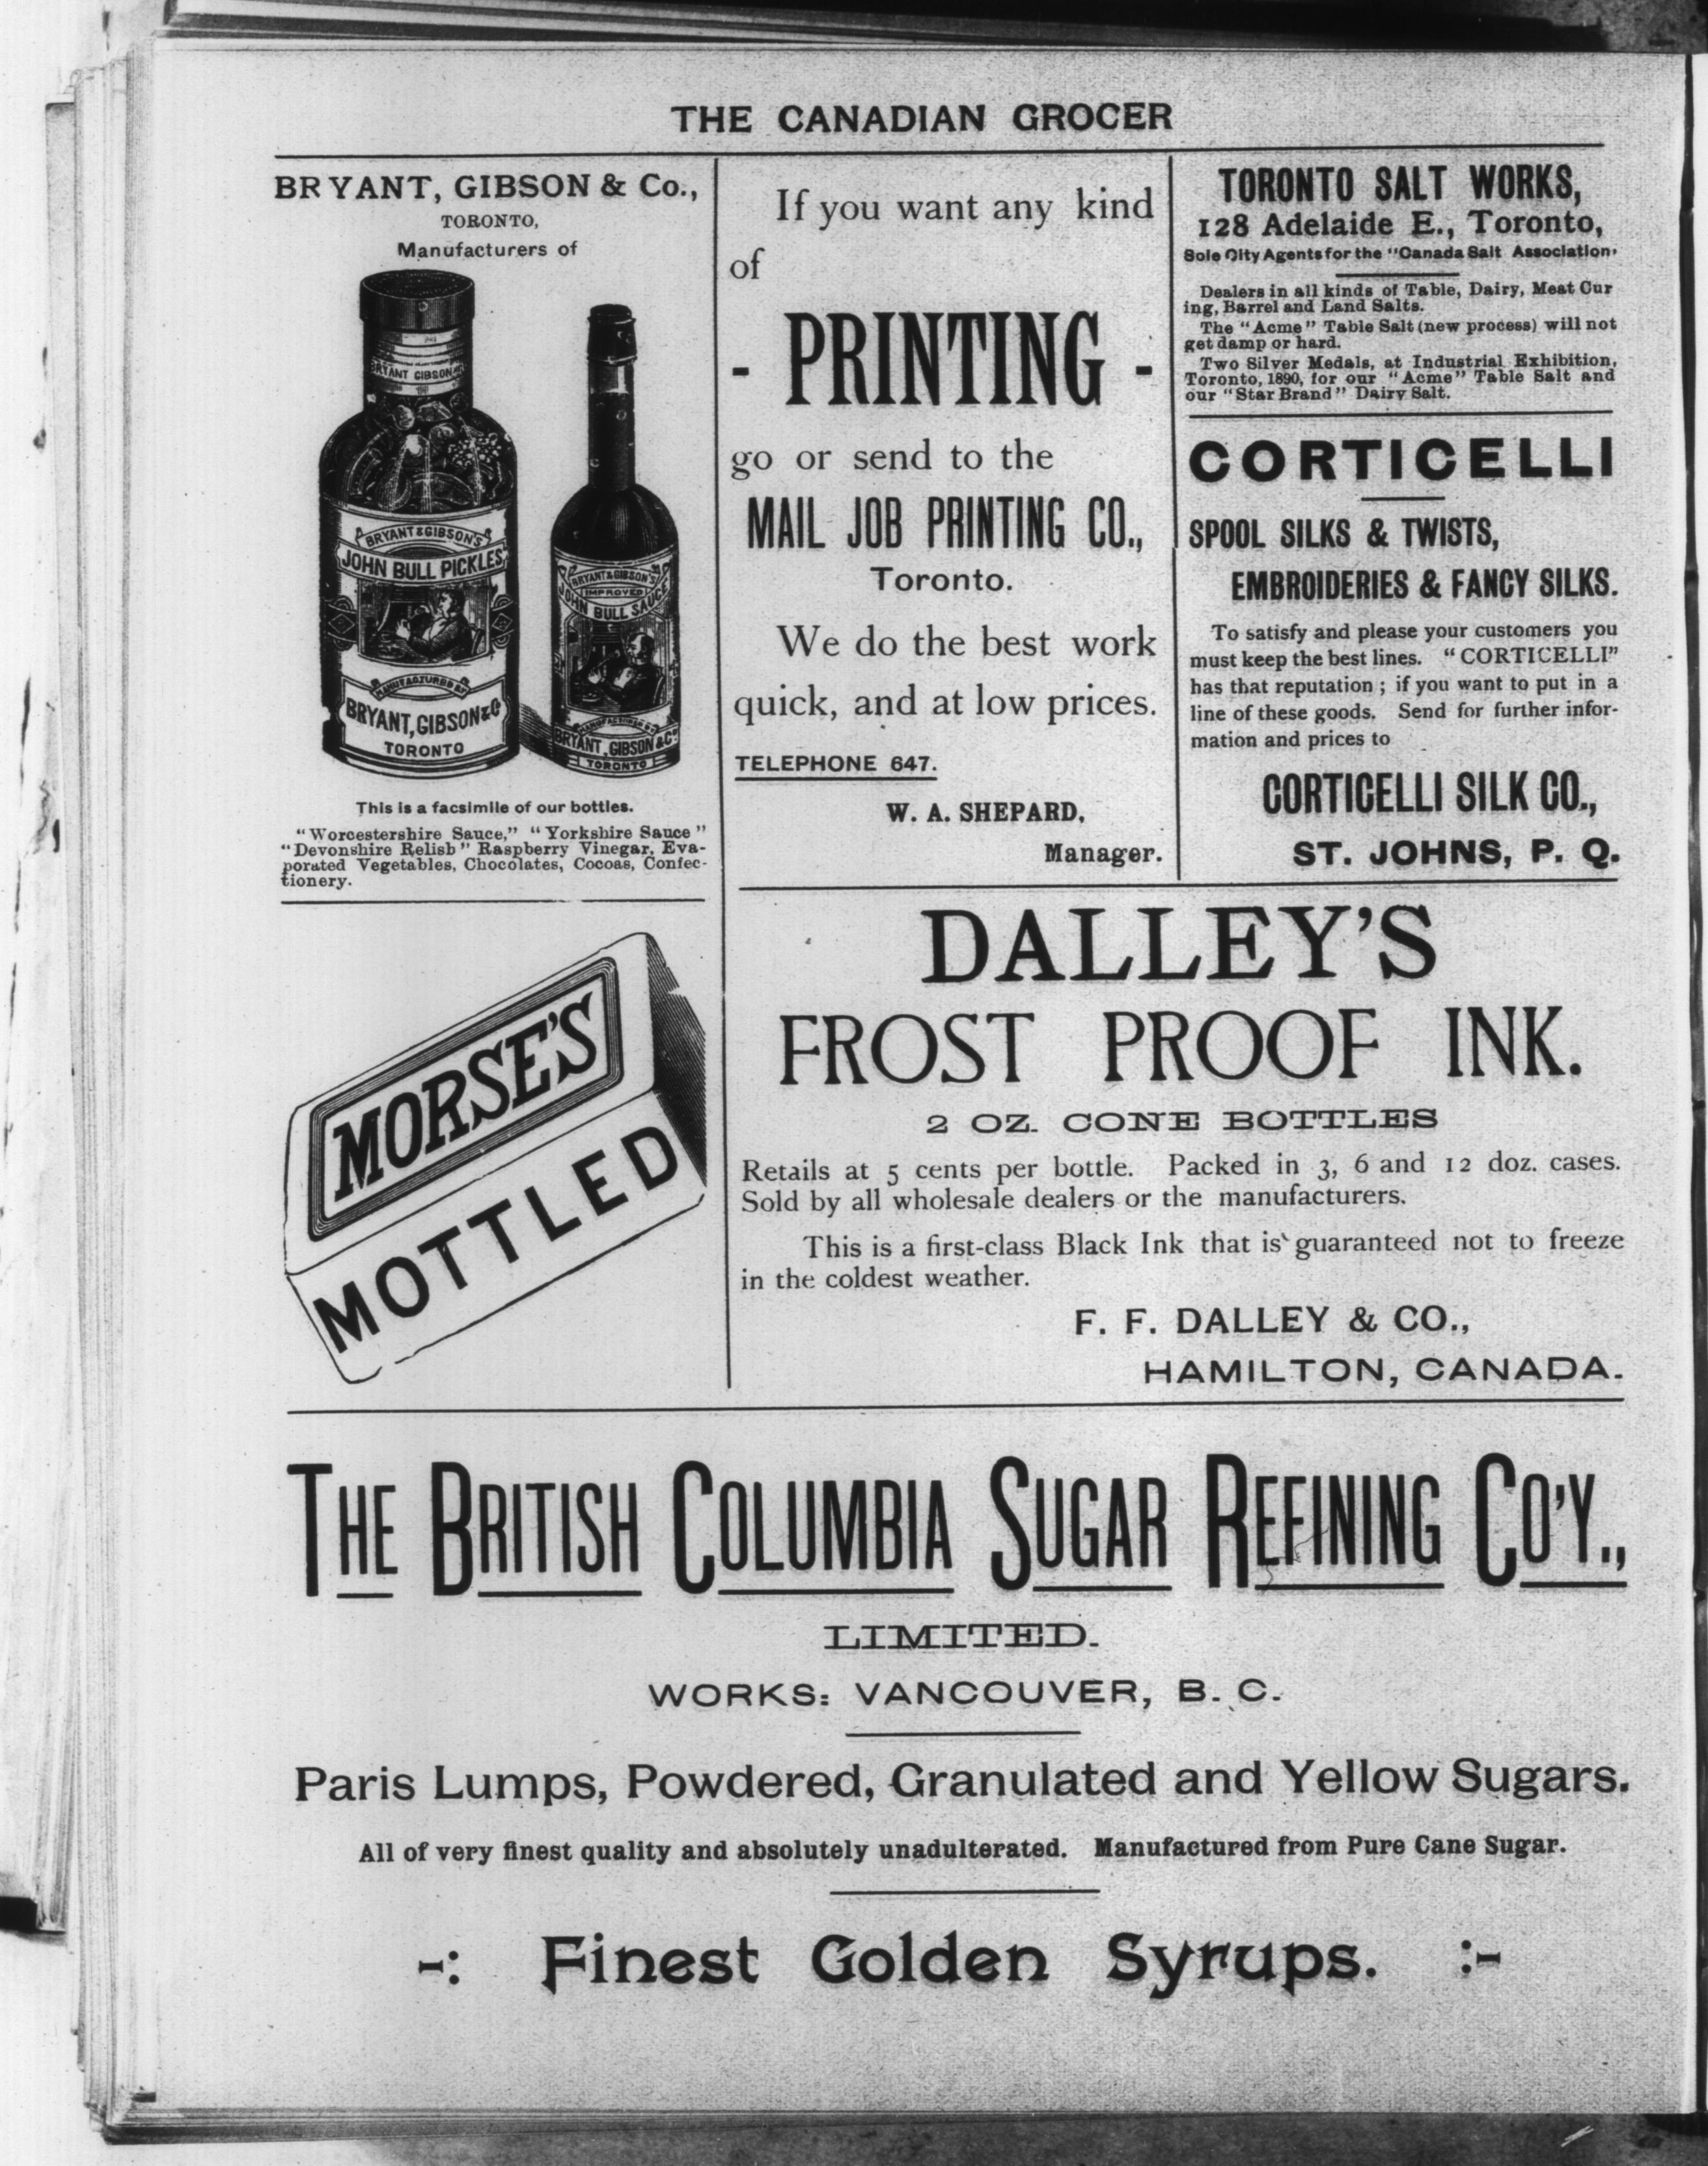 THE CANADIAN GROCER
BRYANT, GIBSON & Co.,
TORONTO,
Manufacturers of
BRYANT GIBSON
BRYANT & GIBSON'S
JOHN BULL PICKLES
MANUFACTURED BY
BRYANT, GIBSON & Co
TORONTO
BRYANT & GIBSON'S
IMPROVED
JOHN BULL SAUCE
MANUFACTURED BY
BRYANT, GIBSON & Co
TORONTO
This is a facsimile of our bottles.
"Worcestershire Sauce," "Yorkshire Sauce"
"Devonshire Relish" Raspberry Vinegar, Eva-
porated Vegetables, Chocolates, Cocoas, Confec-
tionery.
MORSE'S
MOTTLED
If you want any kind
of
- PRINTING -
go or send to the
MAIL JOB PRINTING CO.,
Toronto.
We do the best work
quick, and at low prices.
TELEPHONE 647.
W. A. SHEPARD,
Manager.
TORONTO SALT WORKS,
128 Adelaide E., Toronto,
Sole City Agents for the "Canada Salt Association'
Dealers in all kinds of Table, Dairy, Meat Cur
ing, Barrel and Land Salts.
The "Acme" Table Salt (new process) will not
get damp or hard.
Two Silver Medals, at Industrial Exhibition,
Toronto, 1890, for our "Acme" Table Salt and
our "Star Brand" Dairy Salt.
CORTICELLI
SPOOL SILKS & TWISTS,
EMBROIDERIES & FANCY SILKS.
To satisfy and please your customers you
must keep the best lines. "CORTICELLI"
has that reputation; if you want to put in a
line of these goods. Send for further infor-
mation and prices to
CORTICELLI SILK CO.,
ST. JOHNS, P. Q.
DALLEY'S
FROST PROOF INK.
2 OZ. CONE BOTTLES
Retails at 5 cents per bottle. Packed in 3, 6 and 12 doz. cases.
Sold by all wholesale dealers or the manufacturers.
This is a first-class Black Ink that is guaranteed not to freeze
in the coldest weather.
F. F. DALLEY & CO.,
HAMILTON, CANADA.
THE BRITISH COLUMBIA SUGAR REFINING CO'Y.,
LIMITED.
WORKS: VANCOUVER, B. C.
Paris Lumps, Powdered, Granulated and Yellow Sugars.
All of very finest quality and absolutely unadulterated. Manufactured from Pure Cane Sugar.
-: Finest Golden Syrups. :-